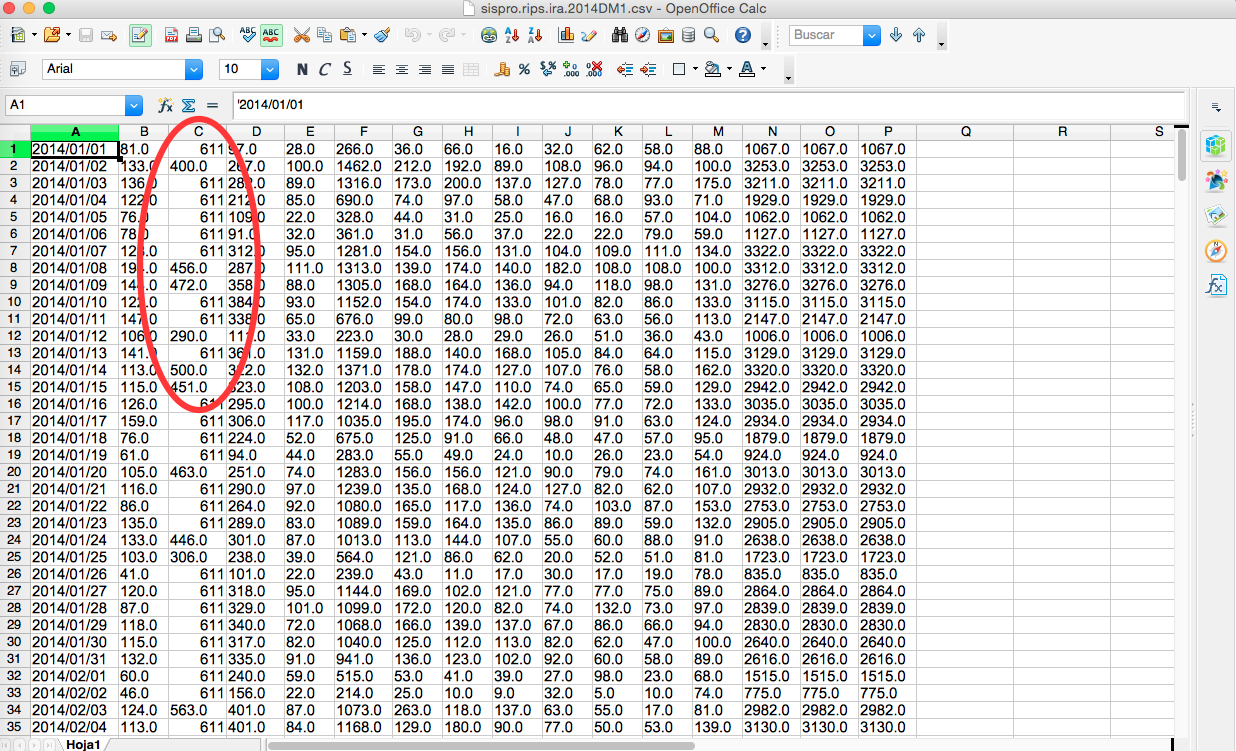 sispro.rips.ira.2014DM1.csv - OpenOffice Calc
Buscar
Arial 10 N C S
A1 '2014/01/01
A B C D E F G H I J K L M N O P Q R S
1 2014/01/01 81.0 611 97.0 28.0 266.0 36.0 66.0 16.0 32.0 62.0 58.0 88.0 1067.0 1067.0 1067.0
2 2014/01/02 133.0 400.0 267.0 100.0 1462.0 212.0 192.0 89.0 108.0 96.0 94.0 100.0 3253.0 3253.0 3253.0
3 2014/01/03 136.0 611 89.0 1316.0 173.0 200.0 137.0 127.0 78.0 77.0 175.0 3211.0 3211.0 3211.0
4 2014/01/04 122.0 611 212.0 85.0 690.0 74.0 97.0 58.0 47.0 68.0 93.0 71.0 1929.0 1929.0 1929.0
5 2014/01/05 76.0 611 109.0 22.0 328.0 44.0 31.0 25.0 16.0 16.0 57.0 104.0 1062.0 1062.0 1062.0
6 2014/01/06 78.0 611 91.0 32.0 361.0 31.0 56.0 37.0 22.0 22.0 79.0 59.0 1127.0 1127.0 1127.0
7 2014/01/07 611 312.0 95.0 1281.0 154.0 156.0 131.0 104.0 109.0 111.0 134.0 3322.0 3322.0 3322.0
8 2014/01/08 456.0 287.0 111.0 1313.0 139.0 174.0 140.0 182.0 108.0 108.0 100.0 3312.0 3312.0 3312.0
9 2014/01/09 472.0 358.0 88.0 1305.0 168.0 164.0 136.0 94.0 118.0 98.0 131.0 3276.0 3276.0 3276.0
10 2014/01/10 122.0 611 384.0 93.0 1152.0 154.0 174.0 133.0 101.0 82.0 86.0 133.0 3115.0 3115.0 3115.0
11 2014/01/11 147.0 611 338.0 65.0 676.0 99.0 80.0 98.0 72.0 63.0 56.0 113.0 2147.0 2147.0 2147.0
12 2014/01/12 106.0 290.0 33.0 223.0 30.0 28.0 29.0 26.0 51.0 36.0 43.0 1006.0 1006.0 1006.0
13 2014/01/13 141.0 611 131.0 1159.0 188.0 140.0 168.0 105.0 84.0 64.0 115.0 3129.0 3129.0 3129.0
14 2014/01/14 113.0 500.0 132.0 1371.0 178.0 174.0 127.0 107.0 76.0 58.0 162.0 3320.0 3320.0 3320.0
15 2014/01/15 115.0 451.0 323.0 108.0 1203.0 158.0 147.0 110.0 74.0 65.0 59.0 129.0 2942.0 2942.0 2942.0
16 2014/01/16 126.0 611 295.0 100.0 1214.0 168.0 138.0 142.0 100.0 77.0 72.0 133.0 3035.0 3035.0 3035.0
17 2014/01/17 159.0 611 306.0 117.0 1035.0 195.0 174.0 96.0 98.0 91.0 63.0 124.0 2934.0 2934.0 2934.0
18 2014/01/18 76.0 611 224.0 52.0 675.0 125.0 91.0 66.0 48.0 47.0 57.0 95.0 1879.0 1879.0 1879.0
19 2014/01/19 61.0 611 94.0 44.0 283.0 55.0 49.0 24.0 10.0 26.0 23.0 54.0 924.0 924.0 924.0
20 2014/01/20 105.0 463.0 251.0 74.0 1283.0 156.0 156.0 121.0 90.0 79.0 74.0 161.0 3013.0 3013.0 3013.0
21 2014/01/21 116.0 611 290.0 97.0 1239.0 135.0 168.0 124.0 127.0 82.0 62.0 107.0 2932.0 2932.0 2932.0
22 2014/01/22 86.0 611 264.0 92.0 1080.0 165.0 117.0 136.0 74.0 103.0 87.0 153.0 2753.0 2753.0 2753.0
23 2014/01/23 135.0 611 289.0 83.0 1089.0 159.0 164.0 135.0 86.0 89.0 59.0 132.0 2905.0 2905.0 2905.0
24 2014/01/24 133.0 446.0 301.0 87.0 1013.0 113.0 144.0 107.0 55.0 60.0 88.0 91.0 2638.0 2638.0 2638.0
25 2014/01/25 103.0 306.0 238.0 39.0 564.0 121.0 86.0 62.0 20.0 52.0 51.0 81.0 1723.0 1723.0 1723.0
26 2014/01/26 41.0 611 101.0 22.0 239.0 43.0 11.0 17.0 30.0 17.0 19.0 78.0 835.0 835.0 835.0
27 2014/01/27 120.0 611 318.0 95.0 1144.0 169.0 102.0 121.0 77.0 77.0 75.0 89.0 2864.0 2864.0 2864.0
28 2014/01/28 87.0 611 329.0 101.0 1099.0 172.0 120.0 82.0 74.0 132.0 73.0 97.0 2839.0 2839.0 2839.0
29 2014/01/29 118.0 611 340.0 72.0 1068.0 166.0 139.0 137.0 67.0 86.0 66.0 94.0 2830.0 2830.0 2830.0
30 2014/01/30 115.0 611 317.0 82.0 1040.0 125.0 112.0 113.0 82.0 62.0 47.0 100.0 2640.0 2640.0 2640.0
31 2014/01/31 132.0 611 335.0 91.0 941.0 136.0 123.0 102.0 92.0 60.0 58.0 89.0 2616.0 2616.0 2616.0
32 2014/02/01 60.0 611 240.0 59.0 515.0 53.0 41.0 39.0 27.0 98.0 23.0 68.0 1515.0 1515.0 1515.0
33 2014/02/02 46.0 611 156.0 22.0 214.0 25.0 10.0 9.0 32.0 5.0 10.0 74.0 775.0 775.0 775.0
34 2014/02/03 124.0 563.0 401.0 87.0 1073.0 263.0 118.0 137.0 63.0 55.0 17.0 81.0 2982.0 2982.0 2982.0
35 2014/02/04 113.0 611 401.0 84.0 1168.0 129.0 180.0 90.0 77.0 50.0 53.0 139.0 3130.0 3130.0 3130.0
Hoja1